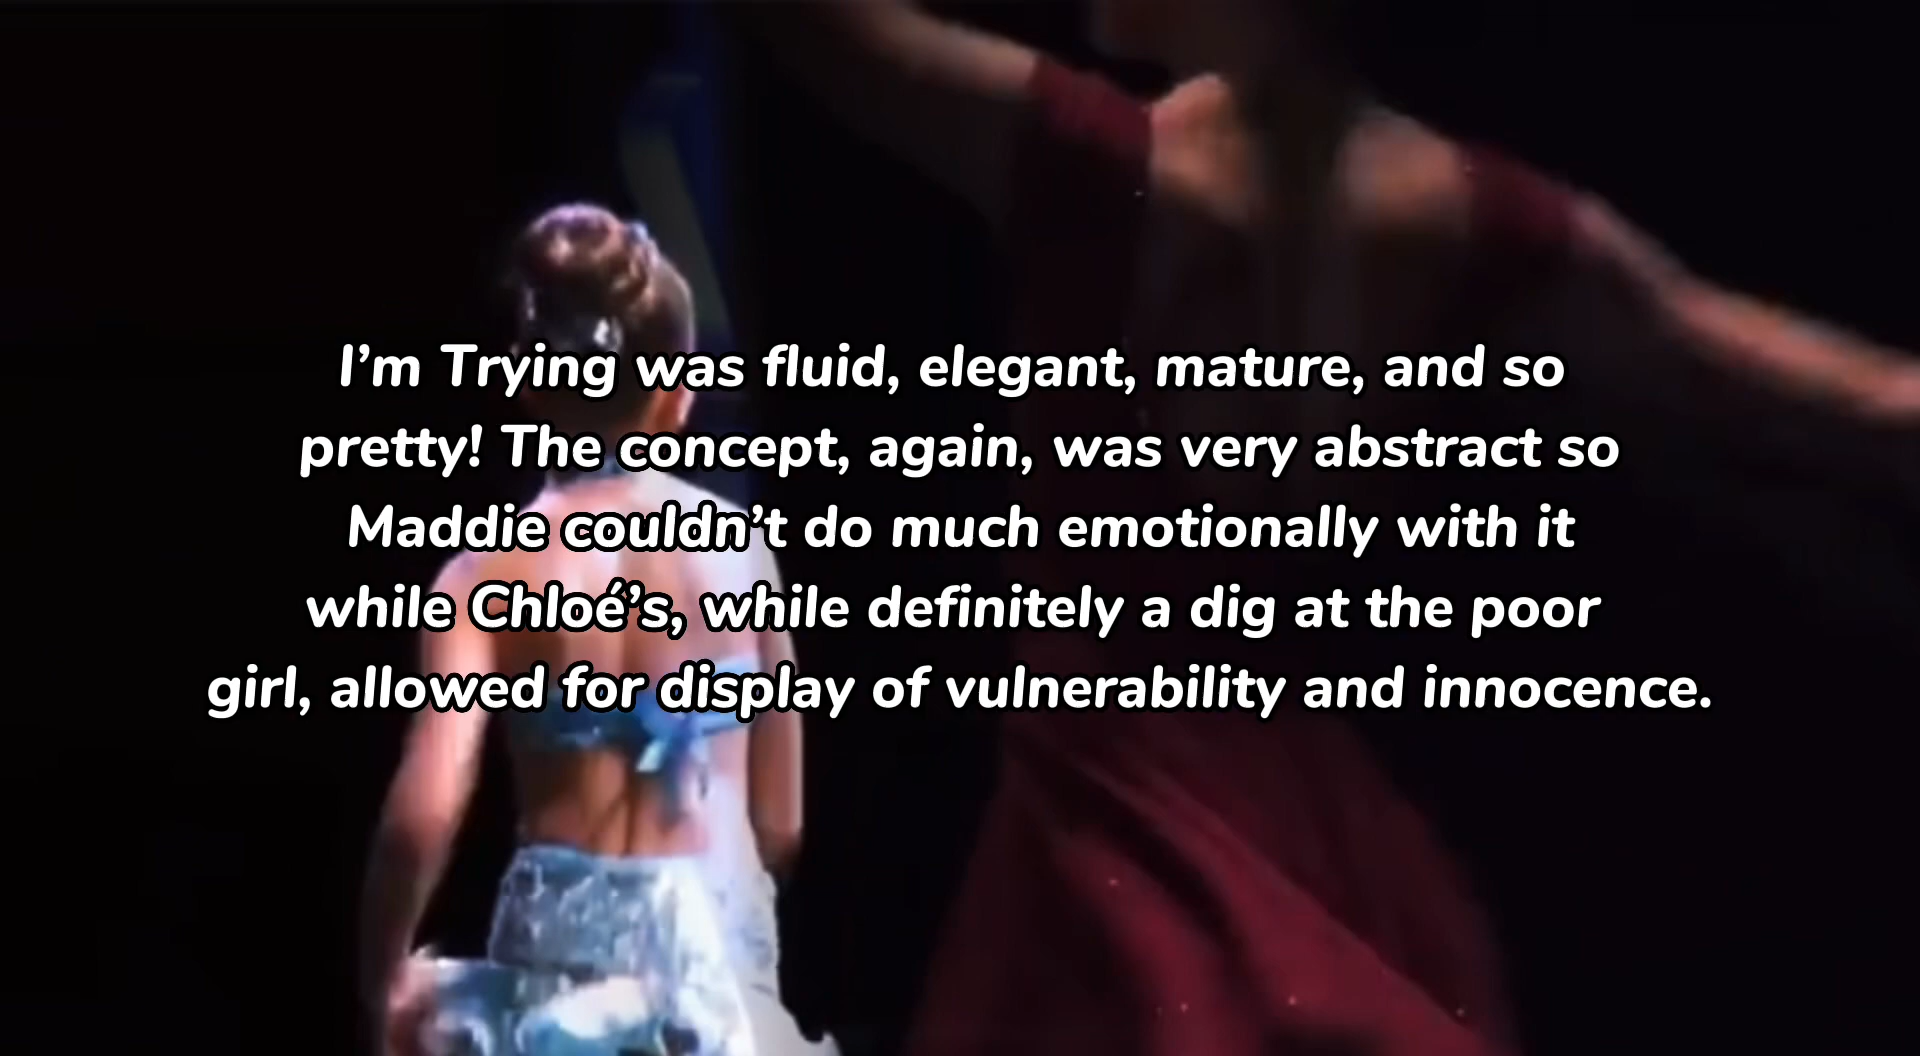 I’m Trying was fluid, elegant, mature, and so
pretty! The concept, again, was very abstract so
Maddie couldn’t do much emotionally with it
while Chloé’s, while definitely a dig at the poor
girl, allowed for display of vulnerability and innocence.